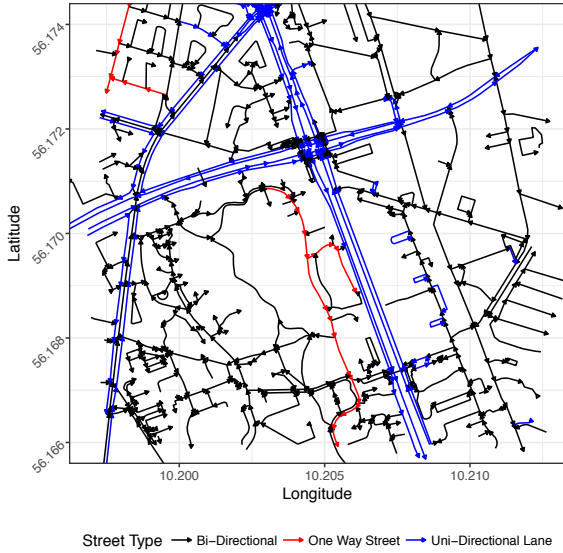 56.174
56.172
56.170
56.168
56.166
Latitude
10.200 10.205 10.210
Longitude
Street Type Bi-Directional One Way Street Uni-Directional Lane